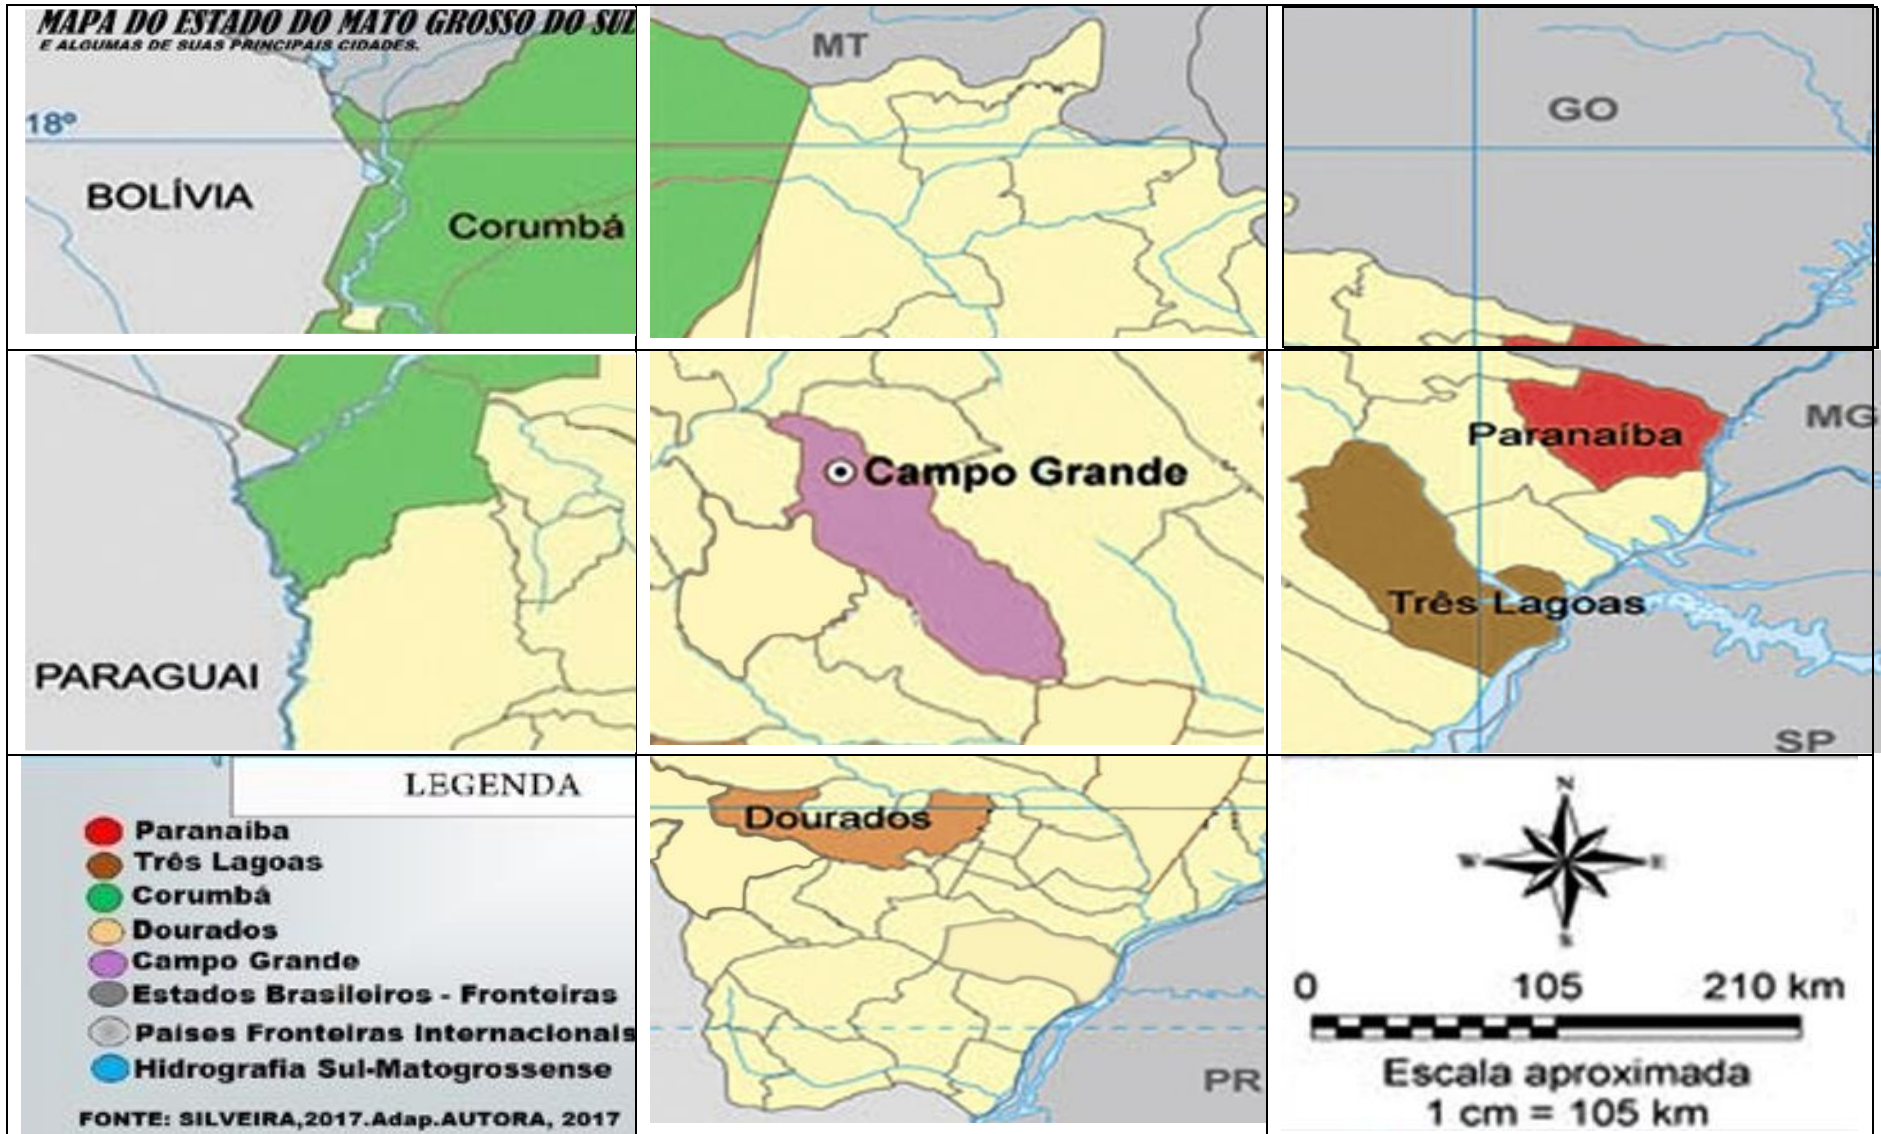 MAPA DO ESTADO DO MATO GROSSO DO SUL
E ALGUMAS DE SUAS PRINCIPAIS CIDADES.
18º
BOLÍVIA
Corumbá
MT
GO
PARAGUAI
Campo Grande
Paranaíba
MG
Três Lagoas
SP
LEGENDA
Paranaiba
Três Lagoas
Corumbá
Dourados
Campo Grande
Estados Brasileiros - Fronteiras
Países Fronteiras Internacionais
Hidrografia Sul-Matogrossense
FONTE: SILVEIRA,2017.Adap.AUTORA, 2017
Dourados
PR
N
W E
S
0 105 210 km
Escala aproximada
1 cm = 105 km